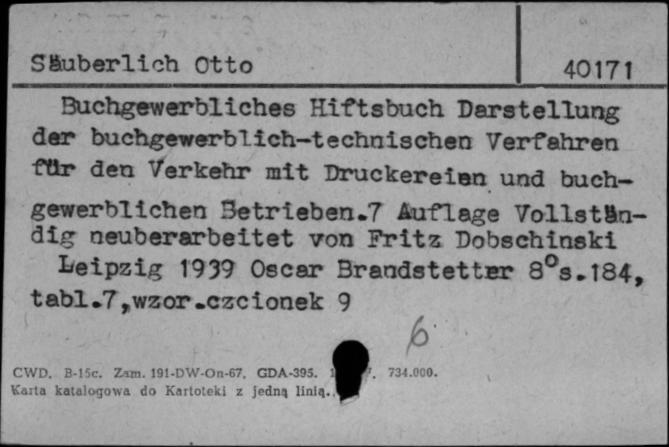 Säuberlich Otto
40171
Buchgewerbliches Hiftsbuch Darstellung
der buchgewerblich-technischen Verfahren
für den Verkehr mit Druckereien und buch-
gewerblichen Betrieben.7 Auflage Vollstän-
dig neuberarbeitet von Fritz Dobschinski
Leipzig 1939 Oscar Brandstetter 8°s.184,
tabl.7,wzor.czcionek 9
6
CWD. B-15c. Zam. 191-DW-On-67. GDA-395. 734.000.
Karta katalogowa do Kartoteki z jedną linią.